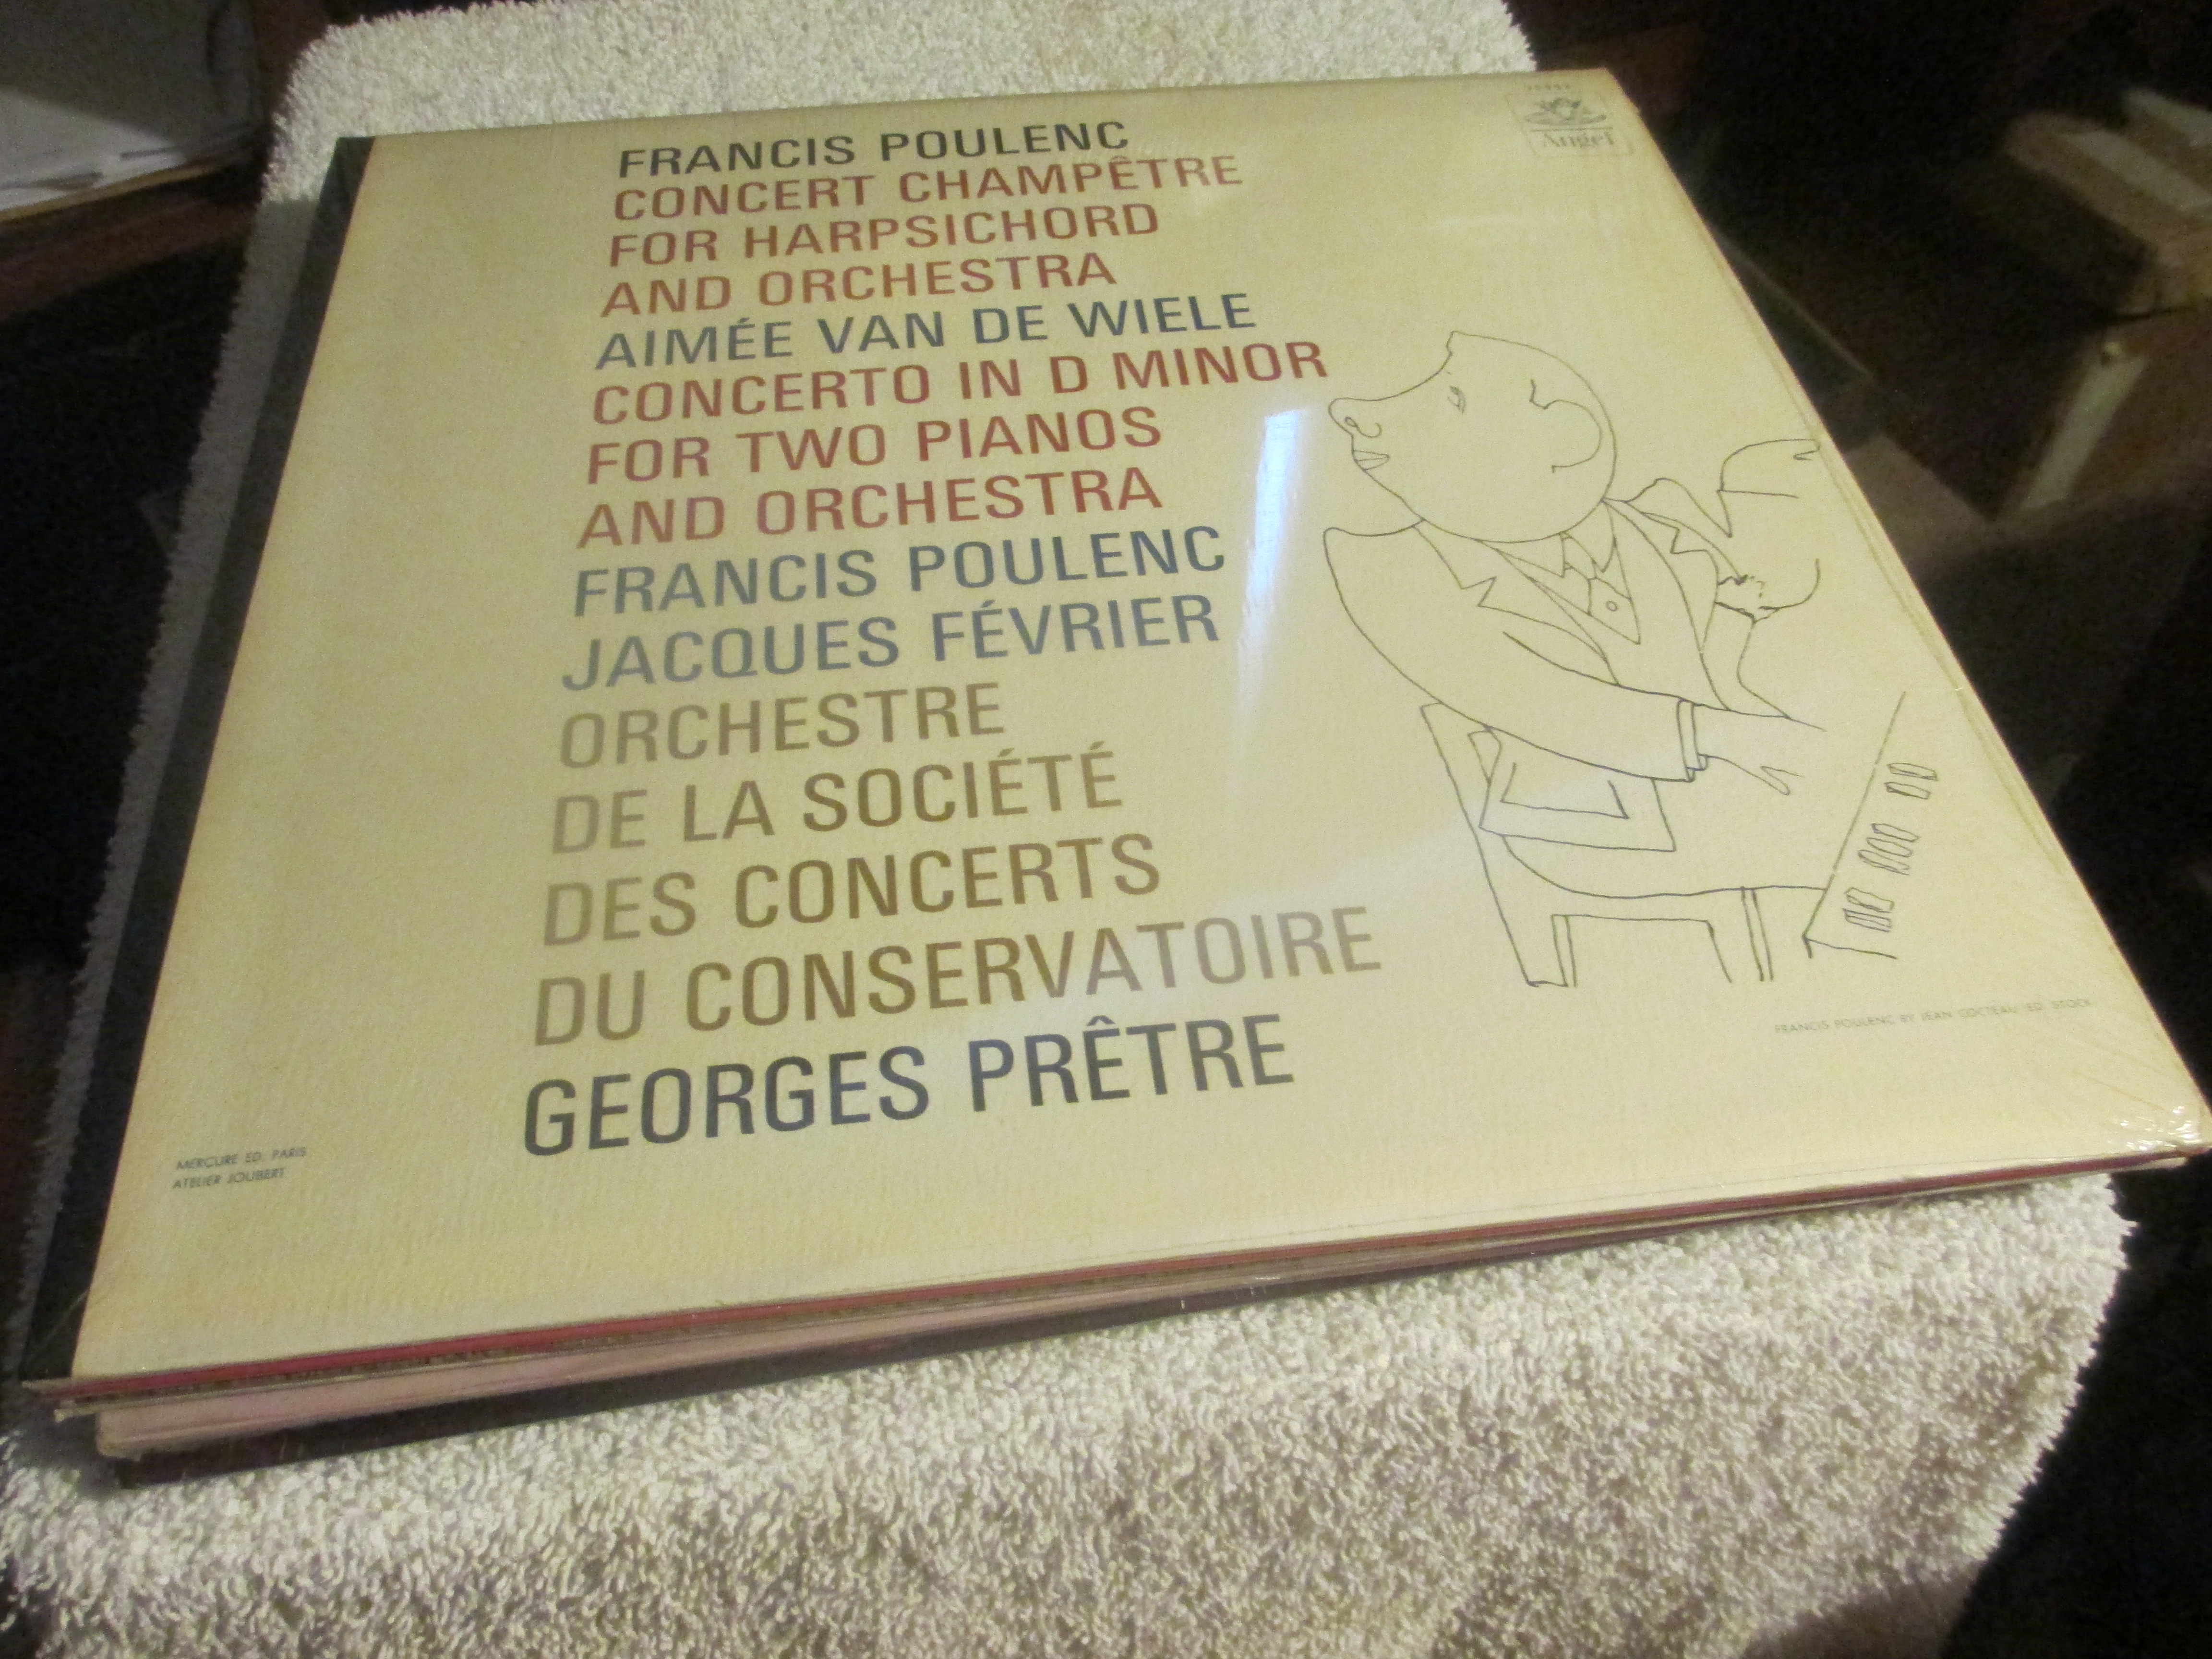 FRANCIS POULENC
CONCERT CHAMPÊTRE
FOR HARPSICHORD
AND ORCHESTRA
AIMÉE VAN DE WIELE
CONCERTO IN D MINOR
FOR TWO PIANOS
AND ORCHESTRA
FRANCIS POULENC
JACQUES FÉVRIER
ORCHESTRE
DE LA SOCIÉTÉ
DES CONCERTS
DU CONSERVATOIRE
GEORGES PRÊTRE
Angel
FRANCIS POULENC BY JEAN COCTEAU/ED. STOCK
MERCURE ED. PARIS
ATELIER JOUBERT